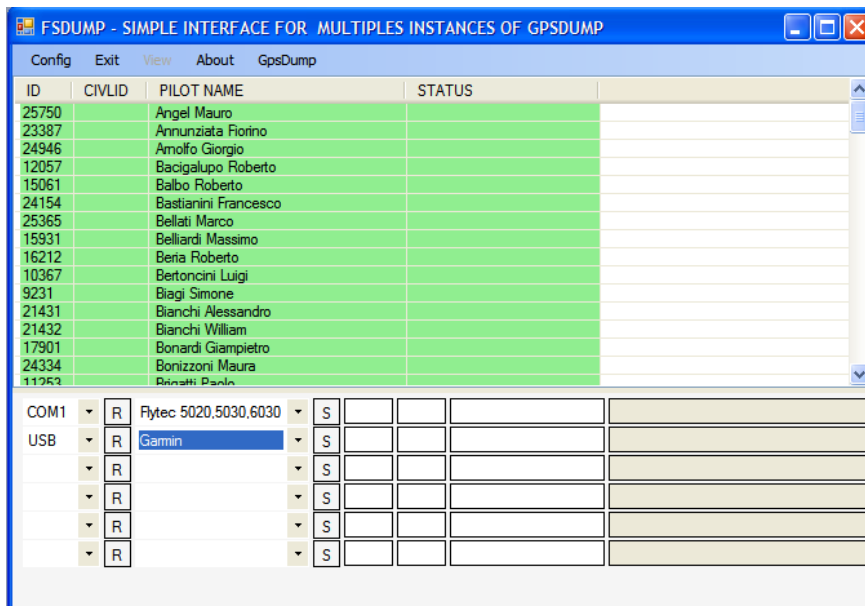 FSDUMP - SIMPLE INTERFACE FOR MULTIPLES INSTANCES OF GPSDUMP
Config Exit View About GpsDump
ID CIVLID PILOT NAME STATUS
25750 Angel Mauro
23387 Annunziata Fiorino
24946 Arnolfo Giorgio
12057 Bacigalupo Roberto
15061 Balbo Roberto
24154 Bastianini Francesco
25365 Bellati Marco
15931 Belliardi Massimo
16212 Beria Roberto
10367 Bertoncini Luigi
9231 Biagi Simone
21431 Bianchi Alessandro
21432 Bianchi William
17901 Bonardi Giampietro
24334 Bonizzoni Maura
11253 Brigatti Paolo
COM1 R Flytec 5020,5030,6030 S
USB R Garmin S
R S
R S
R S
R S